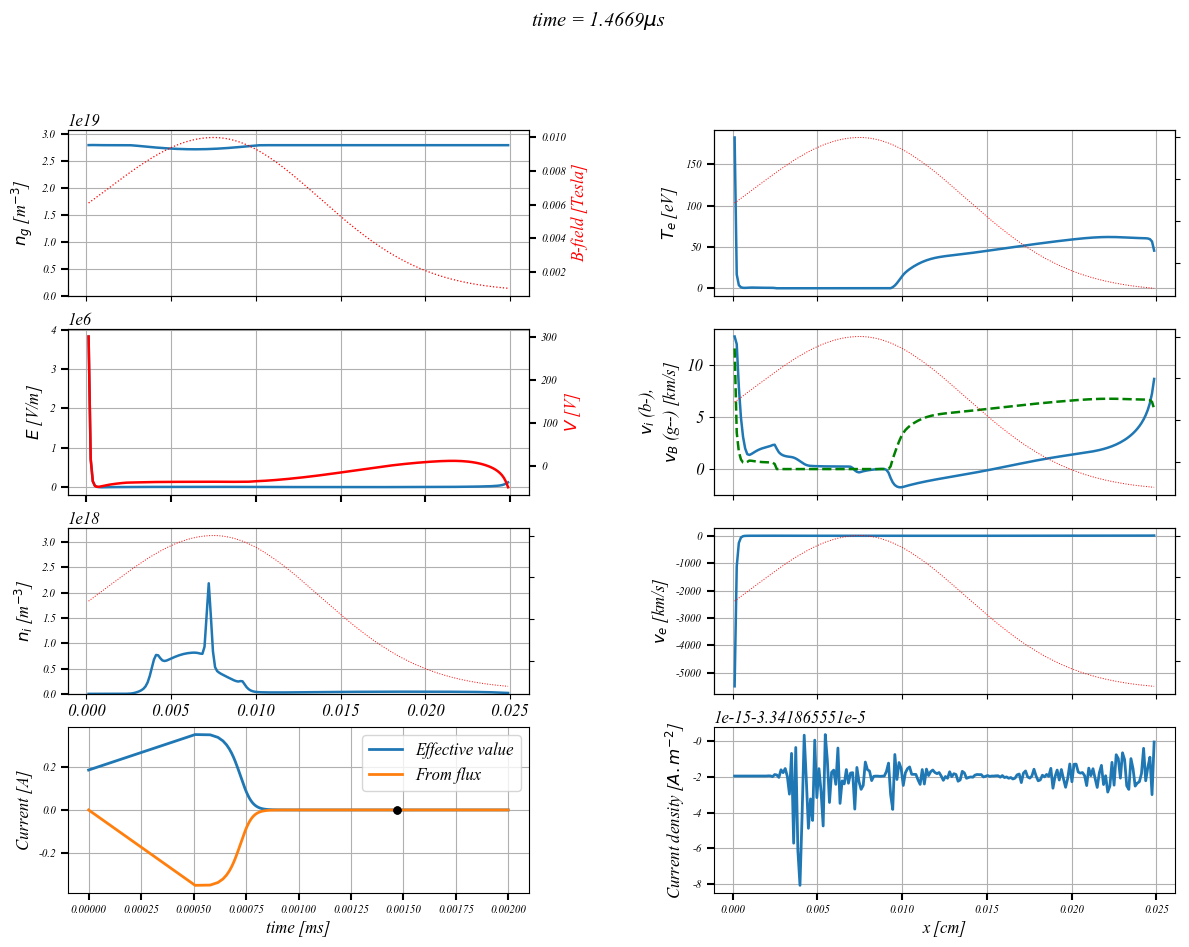 time = 1.4669μs
1e19
3.0
2.5
2.0
1.5
1.0
0.5
0.0
n_g [m^{-3}]
0.010
0.008
0.006
0.004
0.002
B-field [Tesla]
150
100
50
0
T_e [eV]
1e6
4
3
2
1
0
E [V/m]
300
200
100
0
V [V]
10
5
0
v_i (b-),
v_B (g--) [km/s]
1e18
3.0
2.5
2.0
1.5
1.0
0.5
0.0
n_i [m^{-3}]
0.000 0.005 0.010 0.015 0.020 0.025
0
-1000
-2000
-3000
-4000
-5000
v_e [km/s]
0.2
0.0
-0.2
Current [A]
Effective value
From flux
0.00000 0.00025 0.00050 0.00075 0.00100 0.00125 0.00150 0.00175 0.00200
time [ms]
1e-15-3.341865551e-5
-0
-2
-4
-6
-8
Current density [A.m^{-2}]
0.000 0.005 0.010 0.015 0.020 0.025
x [cm]